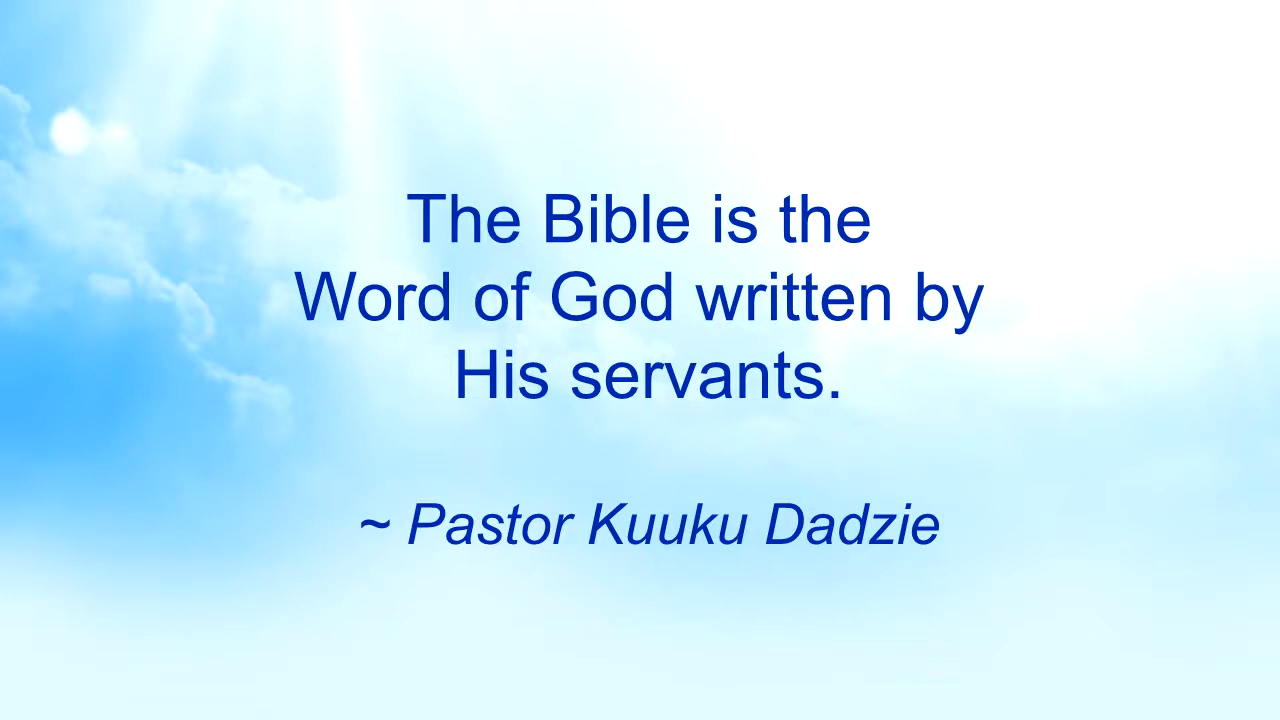 The Bible is the
Word of God written by
His servants.
~ Pastor Kuuku Dadzie